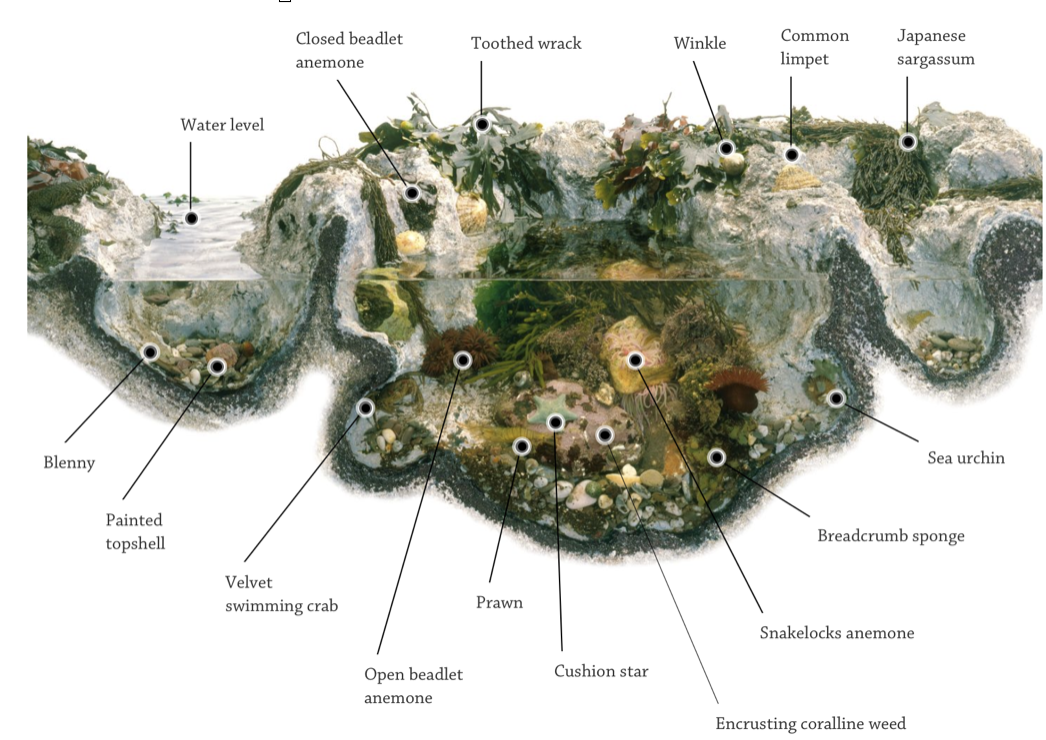 Closed beadlet
anemone
Toothed wrack
Winkle
Common
limpet
Japanese
sargassum
Water level
Blenny
Painted
topshell
Velvet
swimming crab
Open beadlet
anemone
Prawn
Cushion star
Encrusting coralline weed
Snakelocks anemone
Breadcrumb sponge
Sea urchin